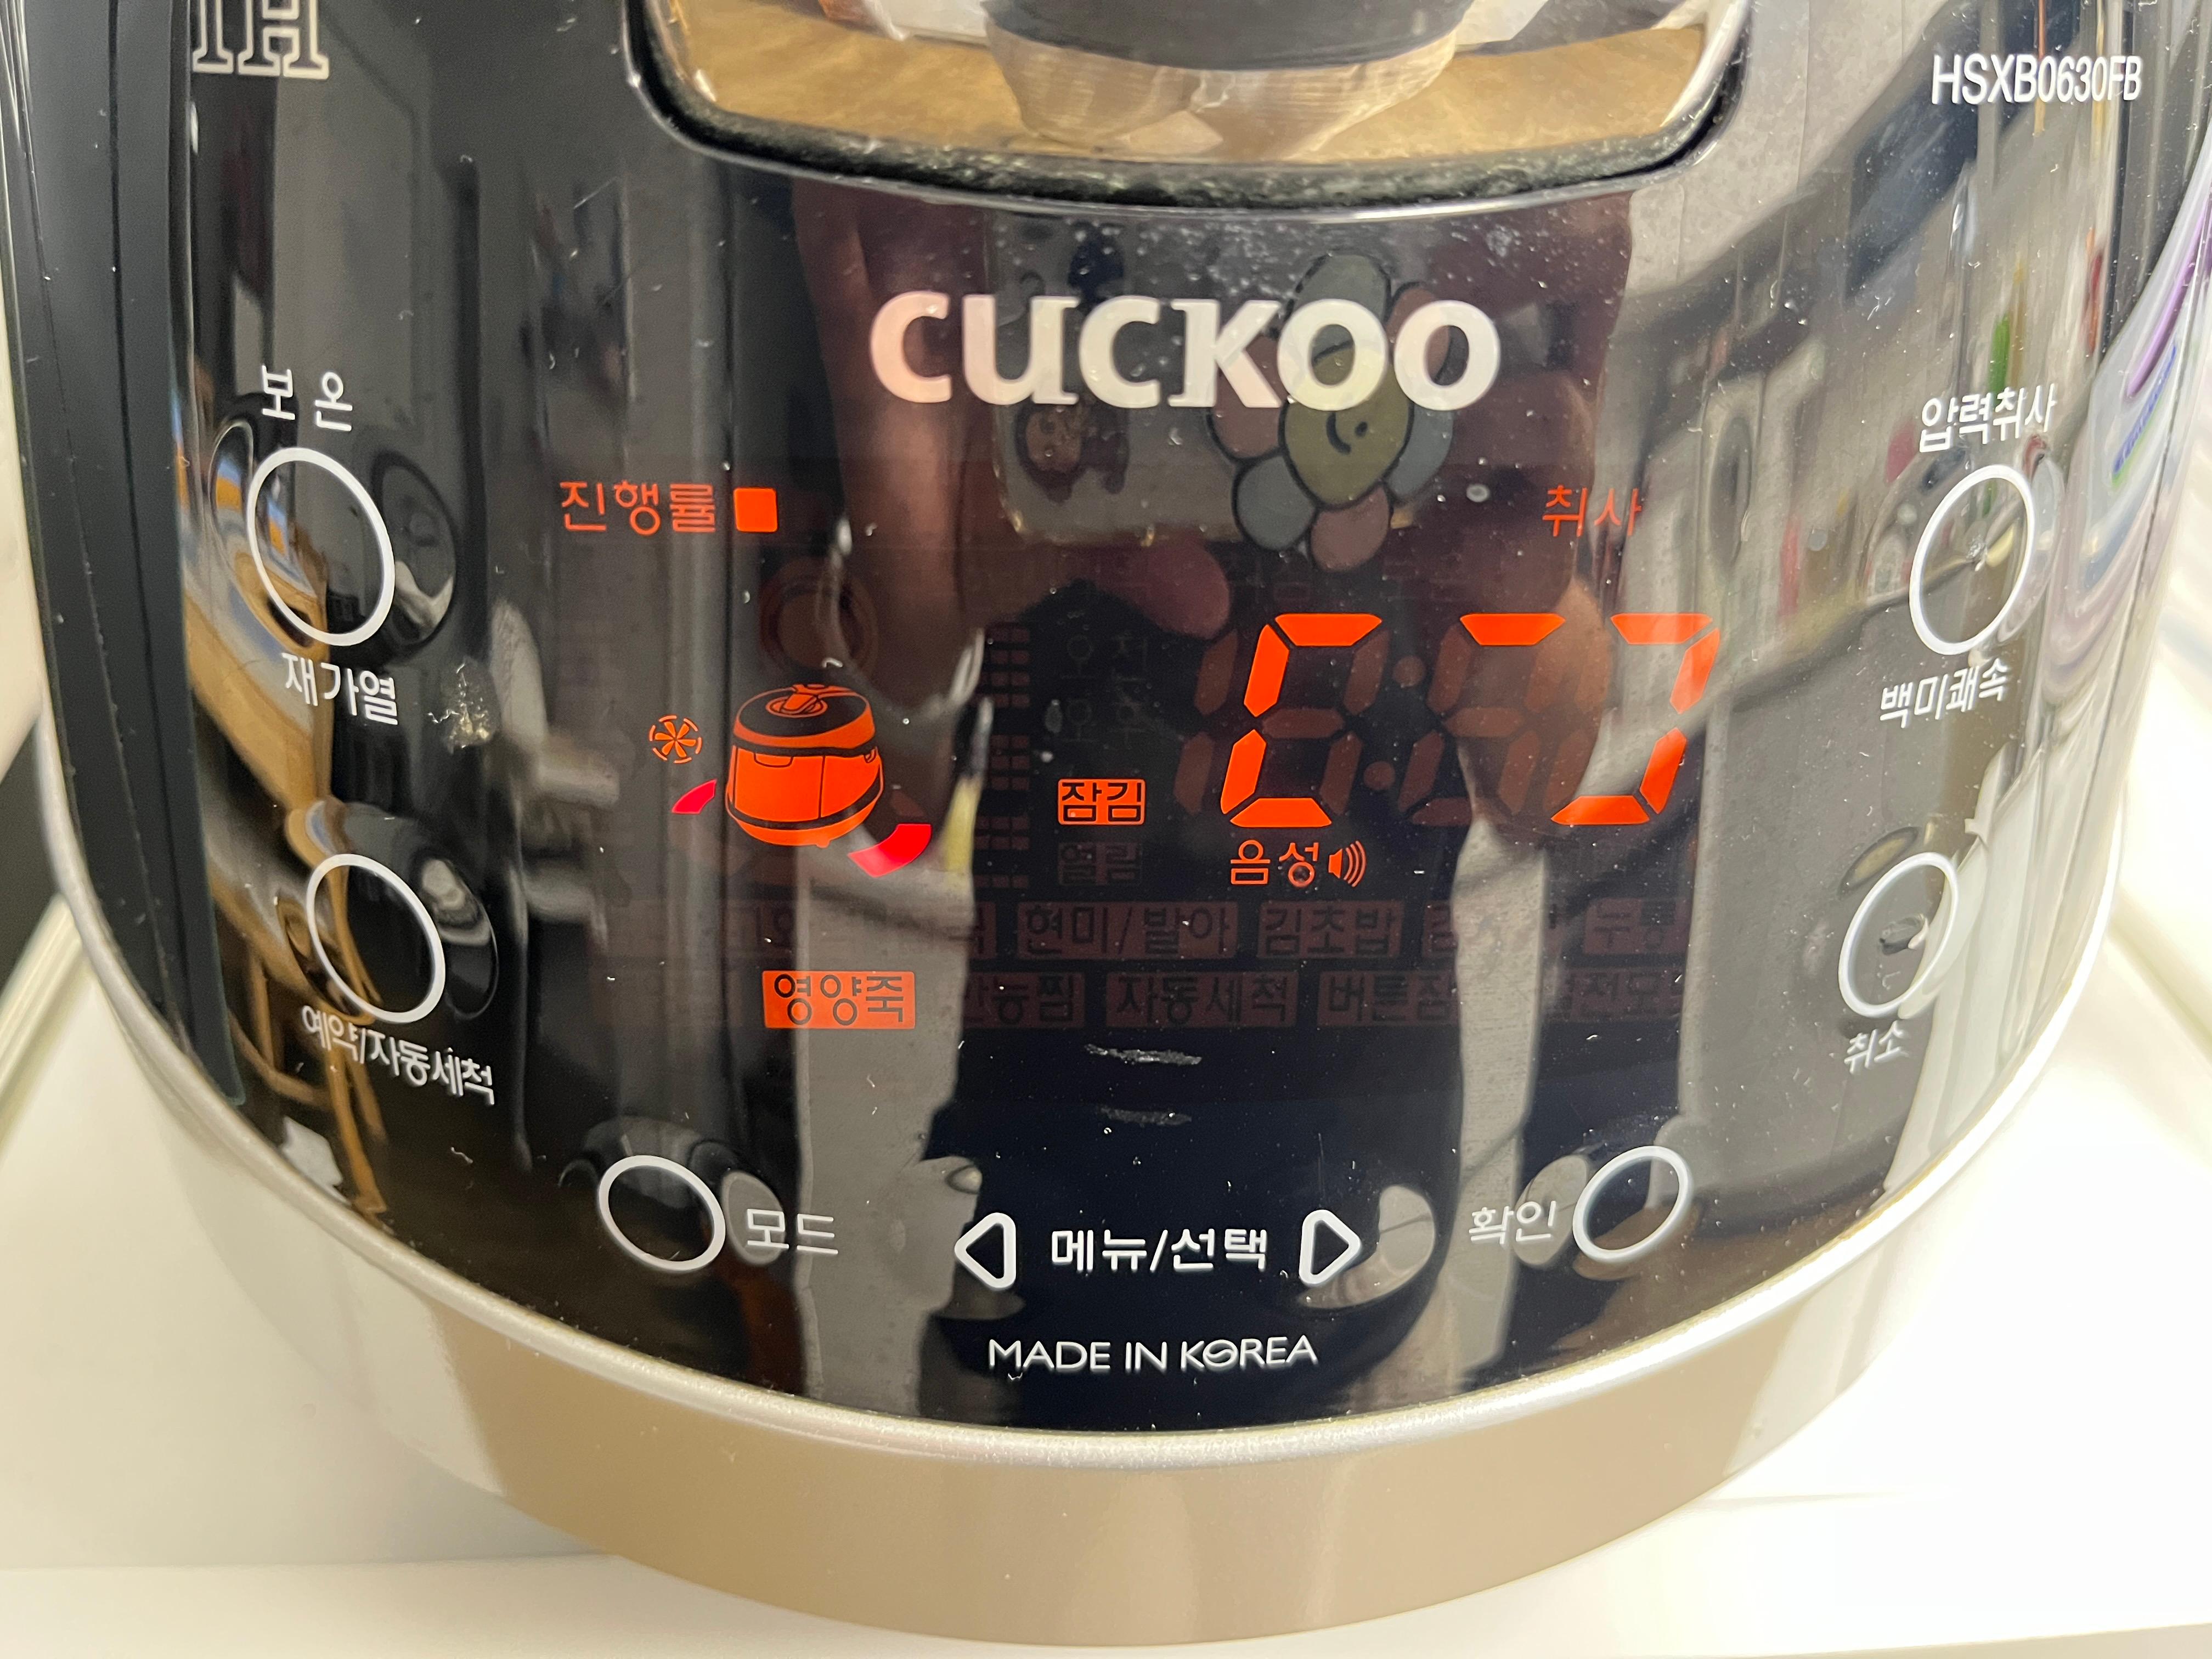 IH
HSXB0630FB
CUCKOO
보온
압력취사
진행률
취사
재가열
백미쾌속
잠김
음성
현미/발아 김초밥
영양죽 자동세척
예약/자동세척
취소
모드
메뉴/선택
확인
MADE IN KOREA